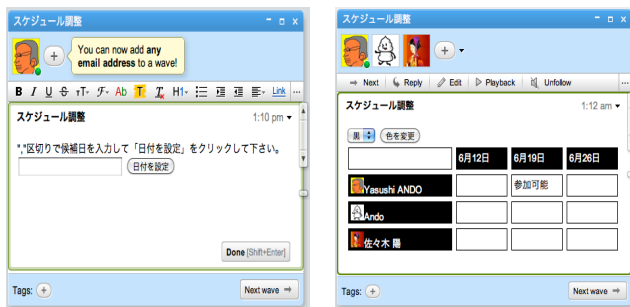 スケジュール調整
You can now add any
email address to a wave!
B I U S tT- F- Ab T T H1- Link ...
スケジュール調整 1:10 pm
","区切りで候補日を入力して「日付を設定」をクリックして下さい。
日付を設定
Done [Shift+Enter]
Tags: Next wave
スケジュール調整
Next Reply Edit Playback Unfollow
スケジュール調整 1:12 am
黒 色を変更
6月12日 6月19日 6月26日
Yasushi ANDO 参加可能
Ando
佐々木 陽
Tags: Next wave